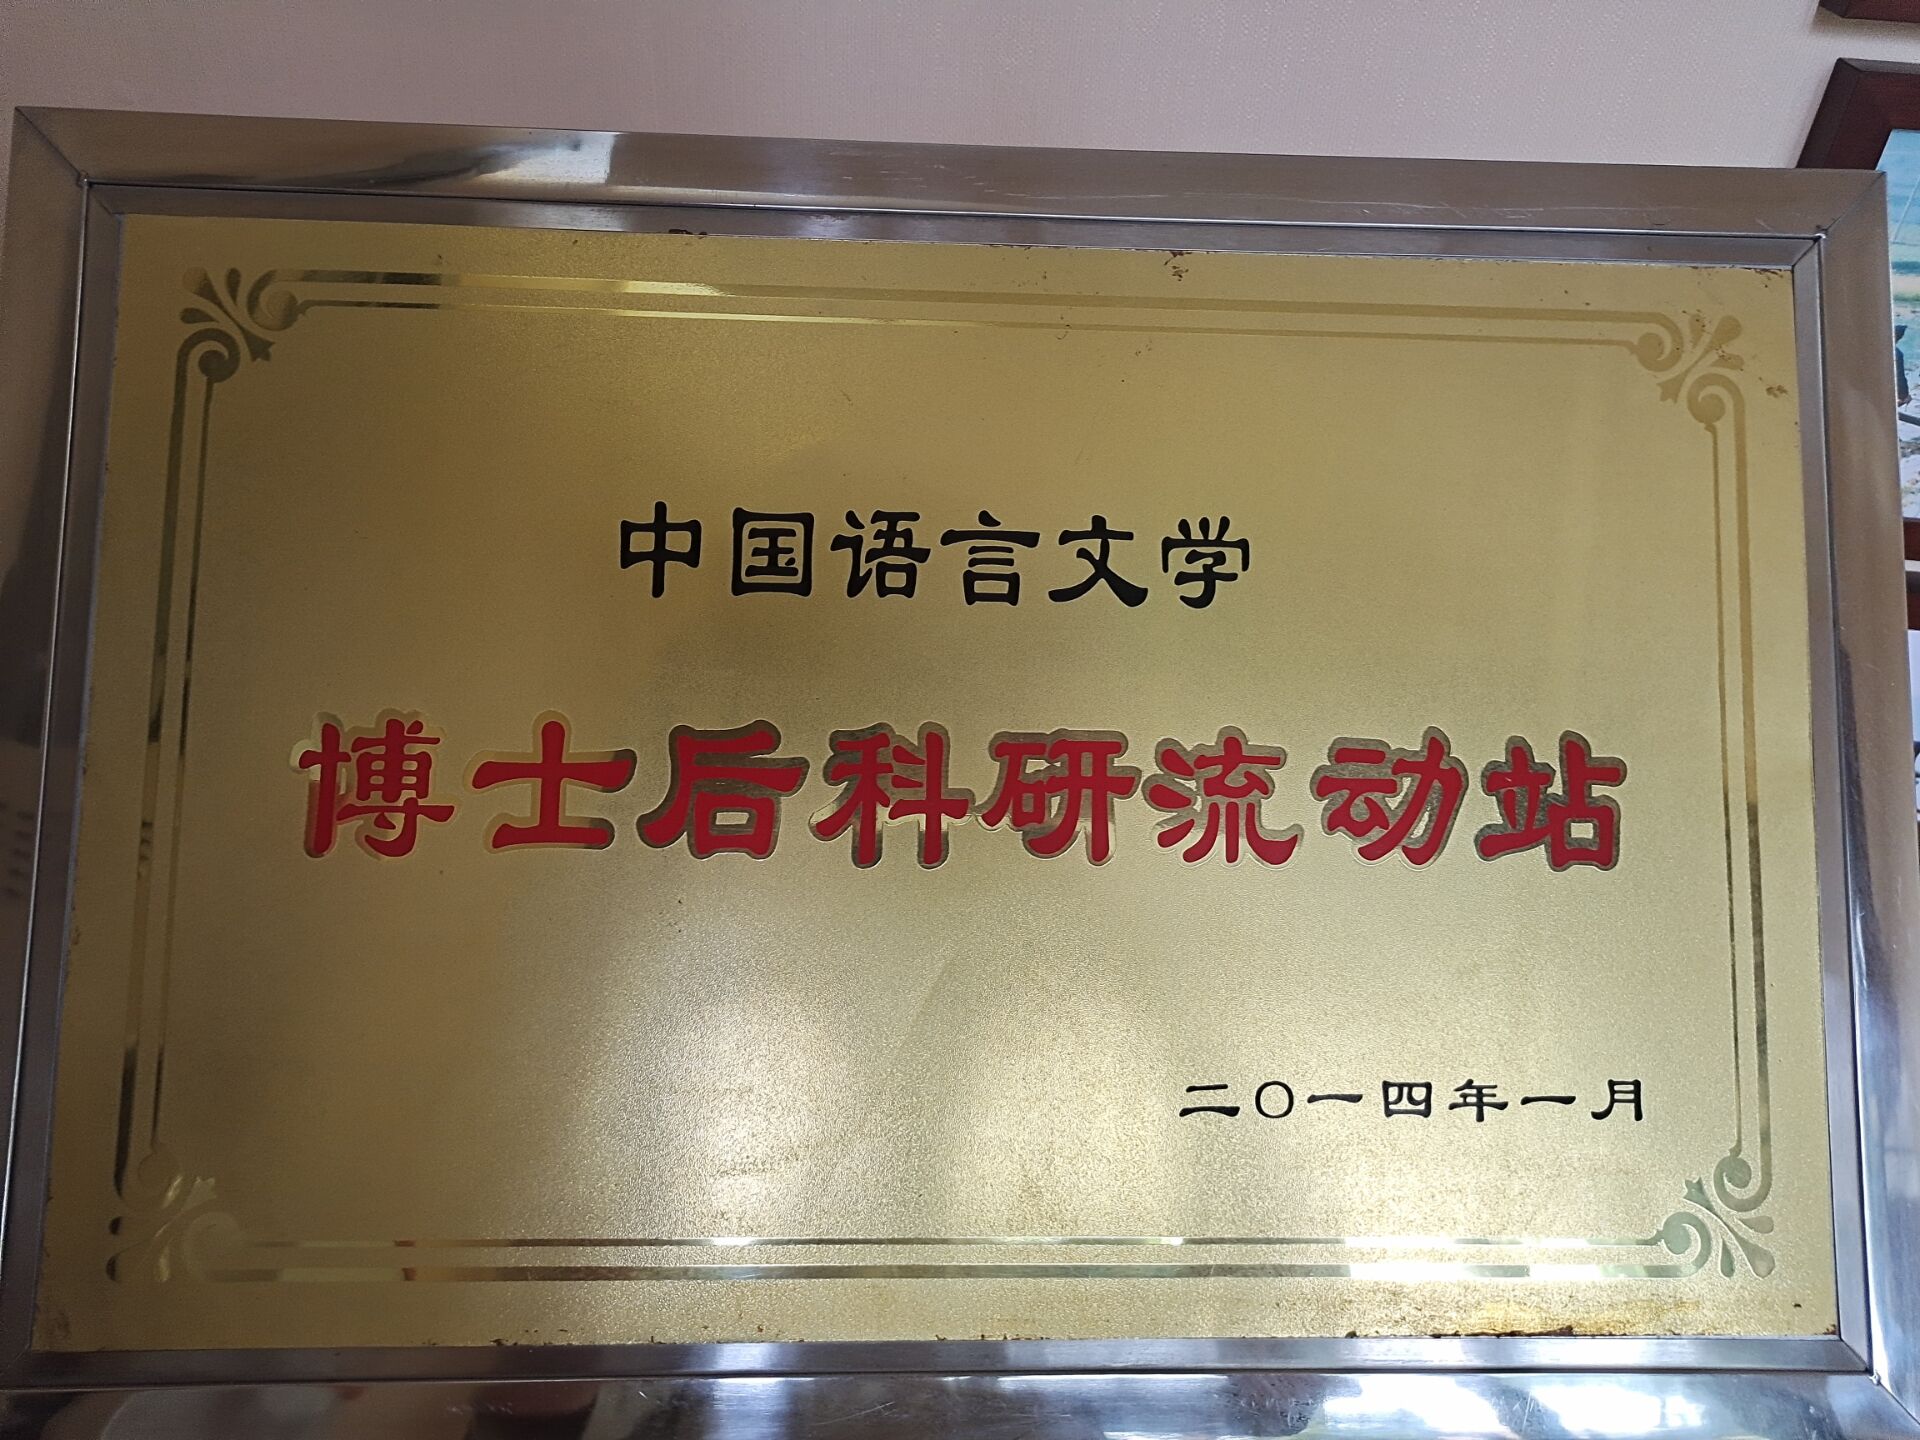 中国语言文学
博士后科研流动站
二〇一四年一月